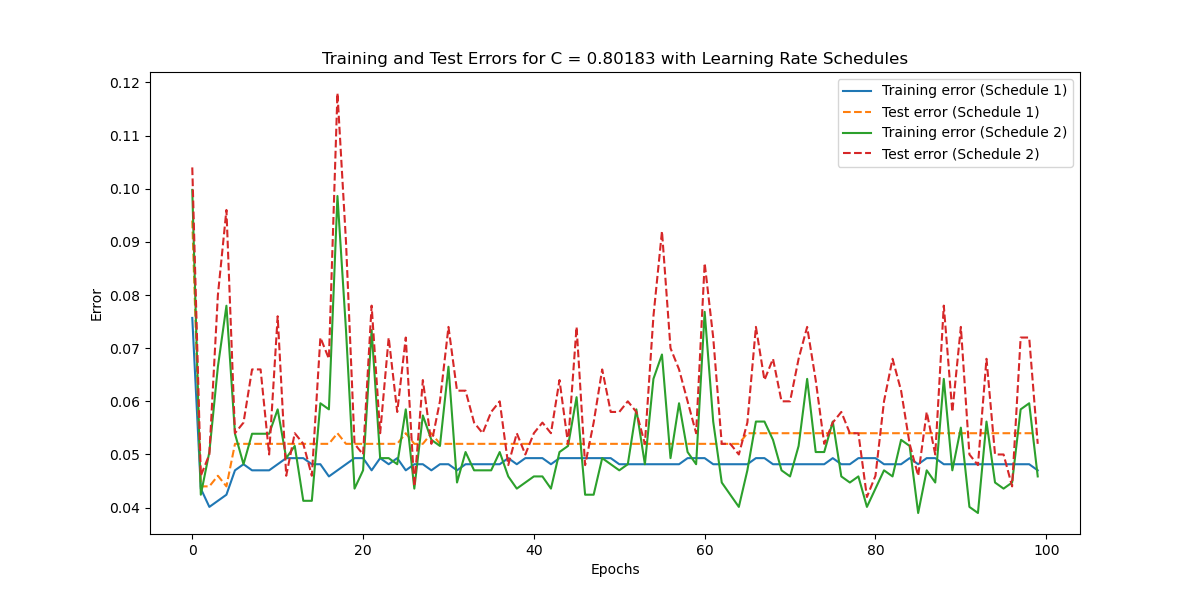 Training and Test Errors for C = 0.80183 with Learning Rate Schedules
Training error (Schedule 1)
Test error (Schedule 1)
Training error (Schedule 2)
Test error (Schedule 2)
Error
0.12
0.11
0.10
0.09
0.08
0.07
0.06
0.05
0.04
0 20 40 60 80 100
Epochs